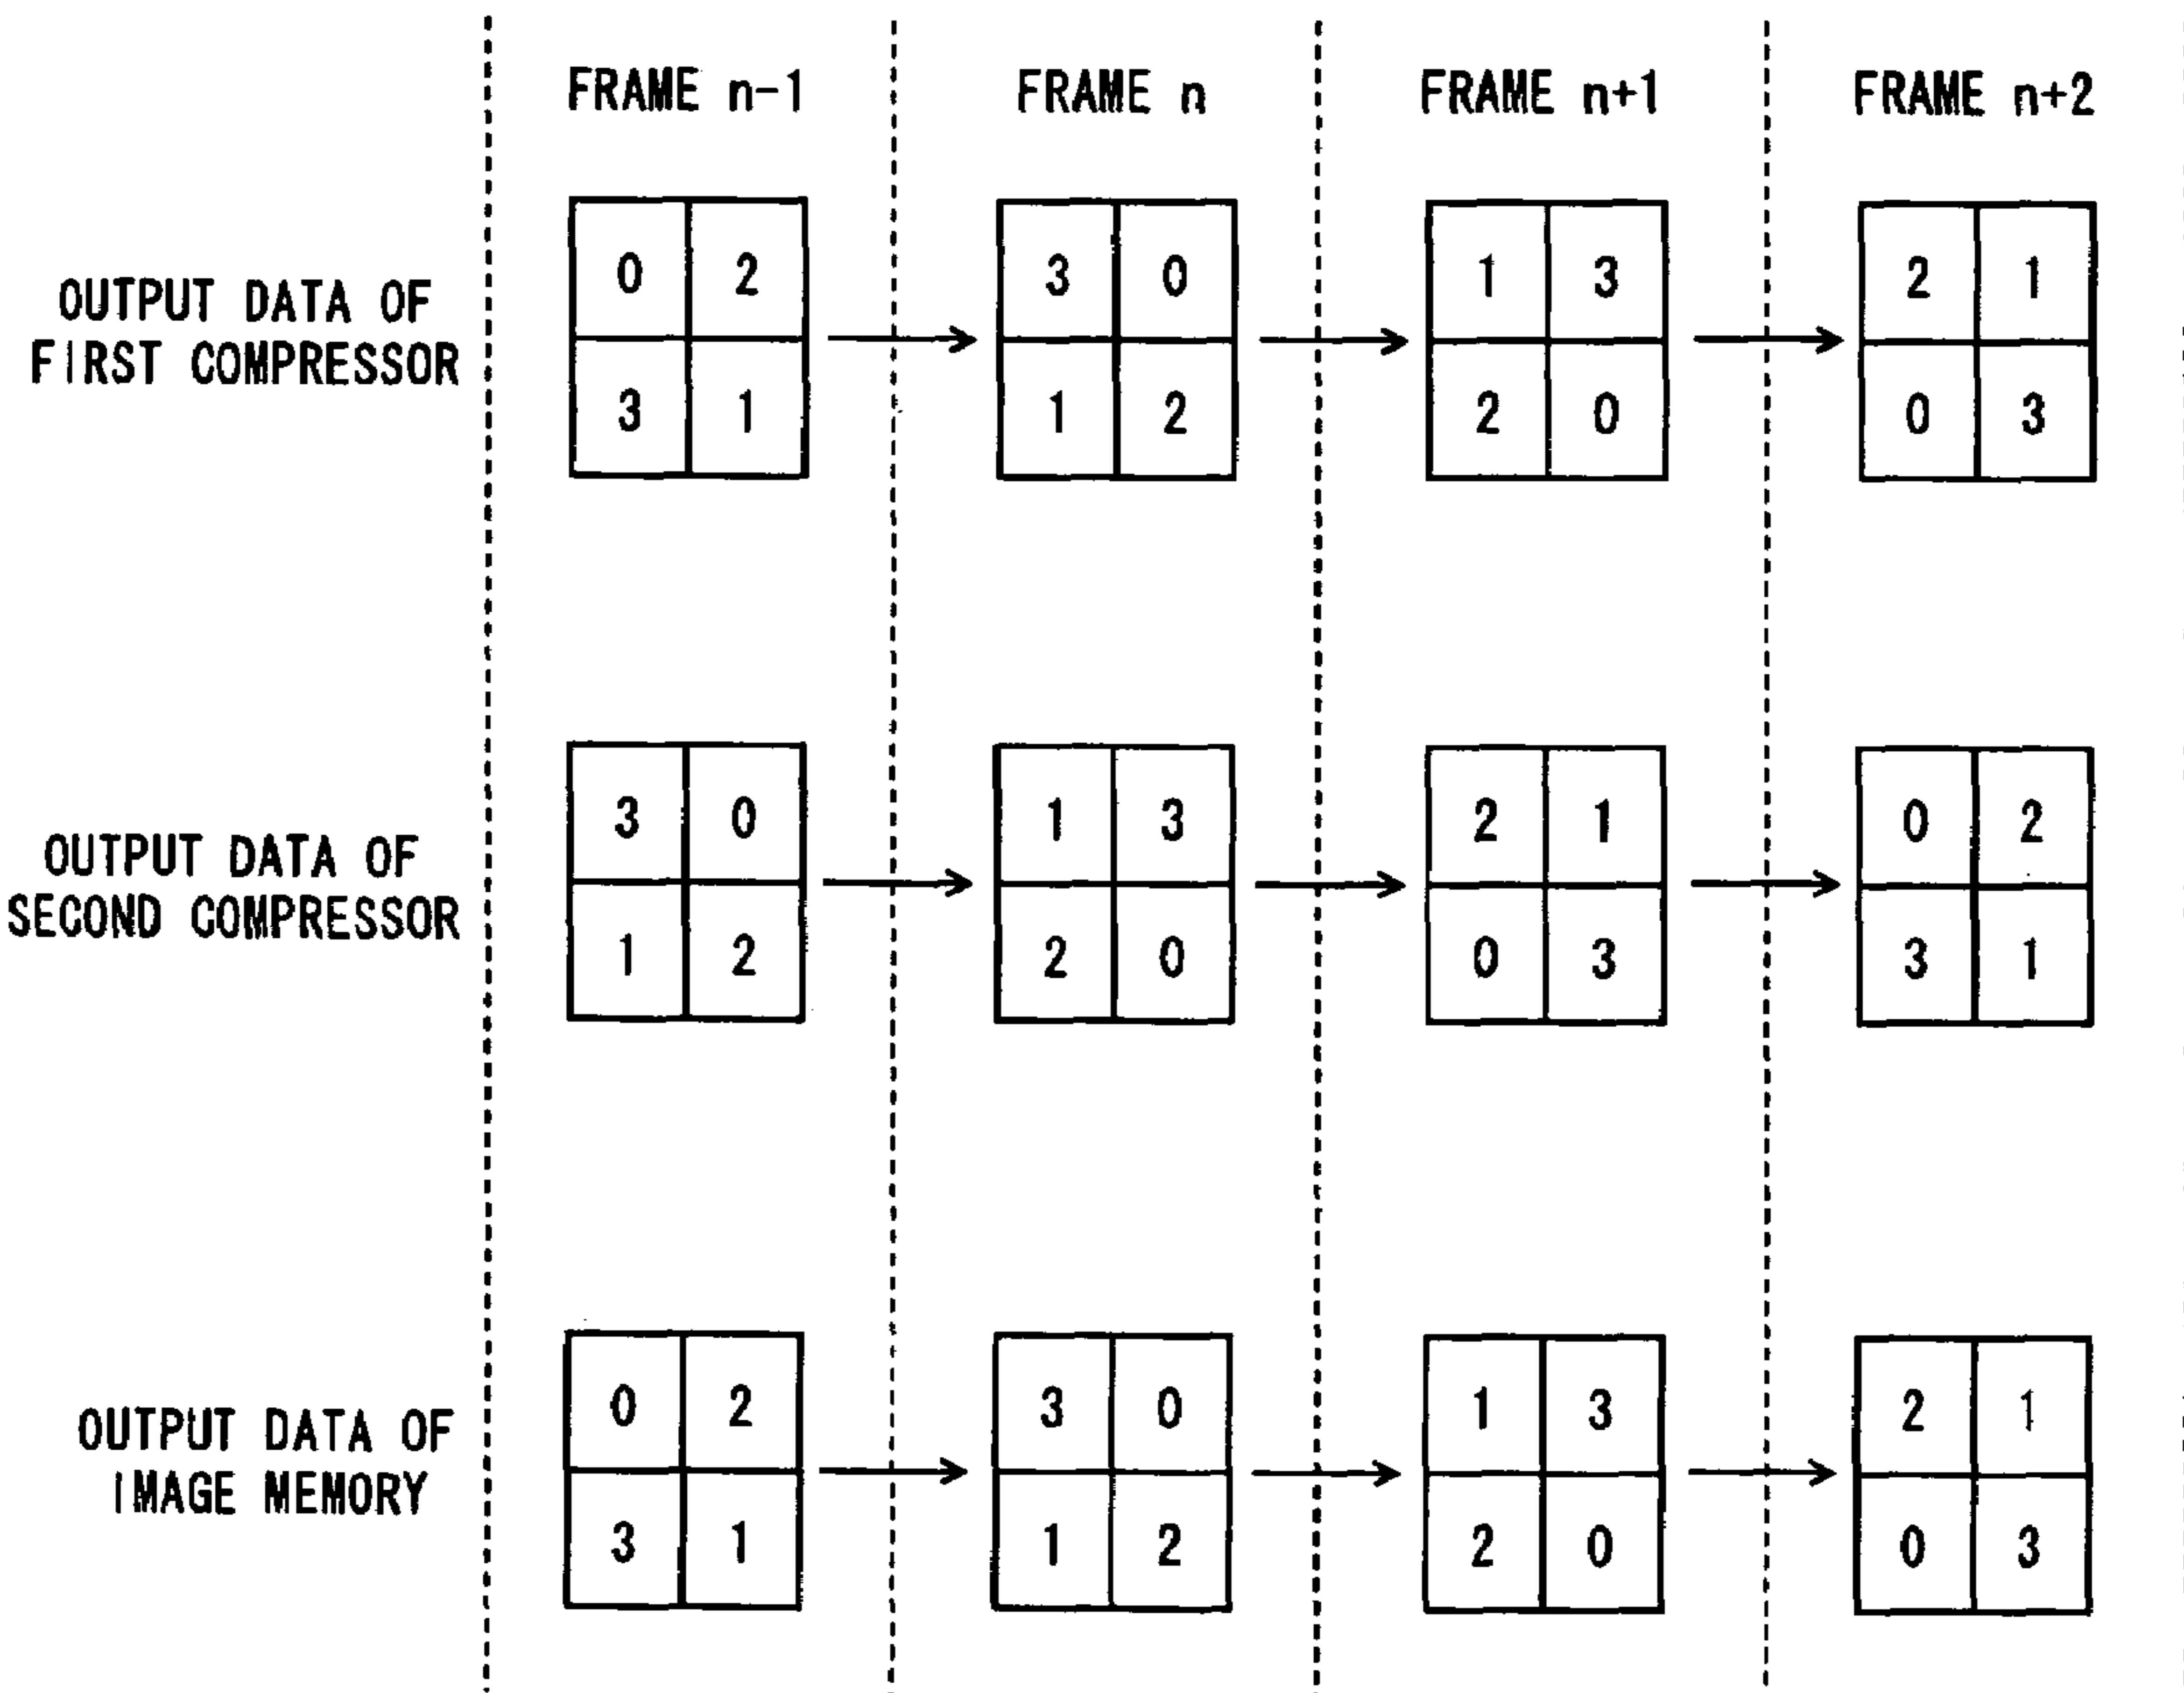 FRAME n-1 FRAME n FRAME n+1 FRAME n+2
0 2 3 0 1 3 2 1
OUTPUT DATA OF
FIRST COMPRESSOR
3 1 1 2 2 0 0 3
3 0 1 3 2 1 0 2
OUTPUT DATA OF
SECOND COMPRESSOR
1 2 2 0 0 3 3 1
0 2 3 0 1 3 2 1
OUTPUT DATA OF
IMAGE MEMORY
3 1 1 2 2 0 0 3